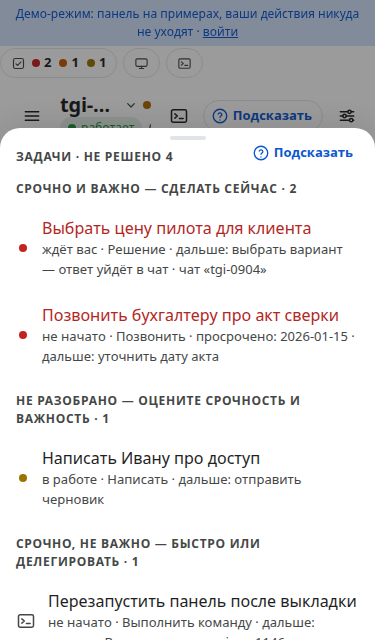 Демо-режим: панель на примерах, ваши действия никуда
не уходят · войти
2 1 1
tgi-...
работает
Подсказать
ЗАДАЧИ · НЕ РЕШЕНО 4
Подсказать
СРОЧНО И ВАЖНО — СДЕЛАТЬ СЕЙЧАС · 2
Выбрать цену пилота для клиента
ждёт вас · Решение · дальше: выбрать вариант
— ответ уйдёт в чат · чат «tgi-0904»
Позвонить бухгалтеру про акт сверки
не начато · Позвонить · просрочено: 2026-01-15 ·
дальше: уточнить дату акта
НЕ РАЗОБРАНО — ОЦЕНИТЕ СРОЧНОСТЬ И
ВАЖНОСТЬ · 1
Написать Ивану про доступ
в работе · Написать · дальше: отправить
черновик
СРОЧНО, НЕ ВАЖНО — БЫСТРО ИЛИ
ДЕЛЕГИРОВАТЬ · 1
Перезапустить панель после выкладки
не начато · Выполнить команду · дальше: